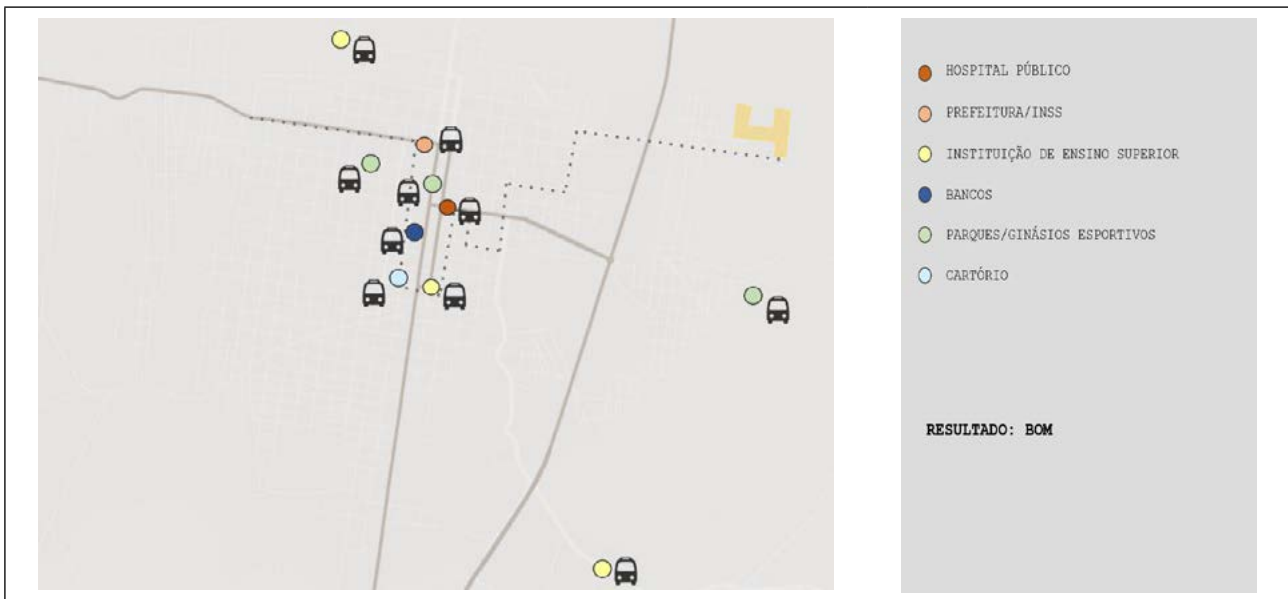 HOSPITAL PÚBLICO
PREFEITURA/INSS
INSTITUIÇÃO DE ENSINO SUPERIOR
BANCOS
PARQUES/GINÁSIOS ESPORTIVOS
CARTÓRIO
RESULTADO: BOM